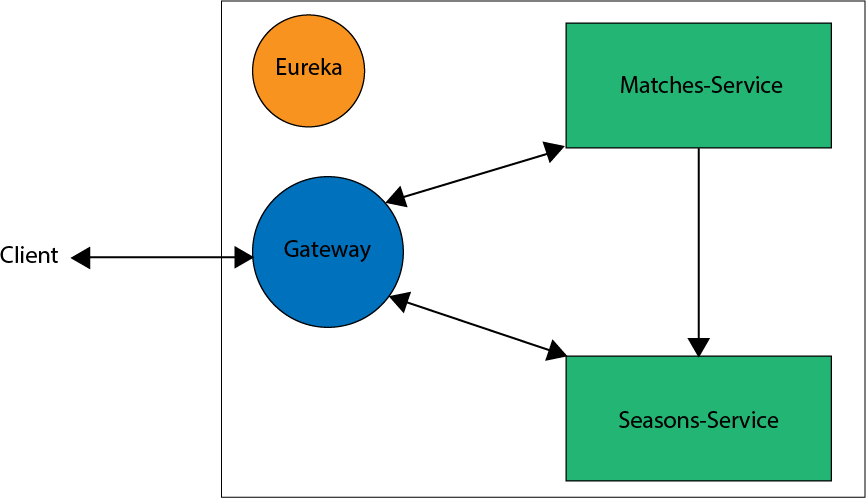 Eureka
Matches-Service
Client
Gateway
Seasons-Service